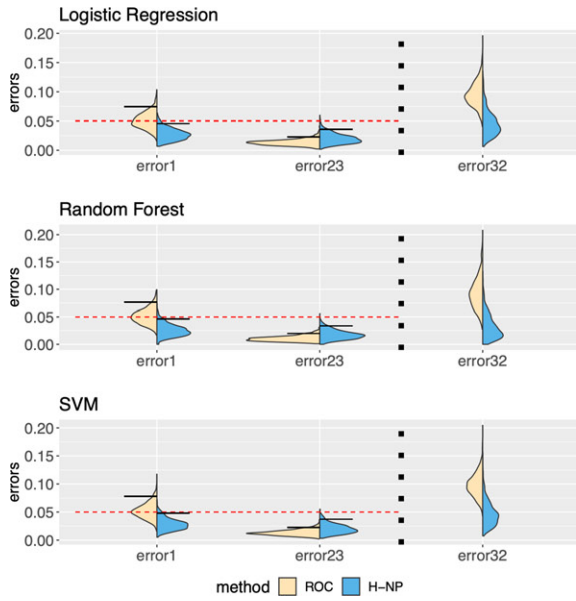 Logistic Regression
errors
0.20
0.15
0.10
0.05
0.00
error1 error23 error32
Random Forest
errors
0.20
0.15
0.10
0.05
0.00
error1 error23 error32
SVM
errors
0.20
0.15
0.10
0.05
0.00
error1 error23 error32
method ROC H-NP